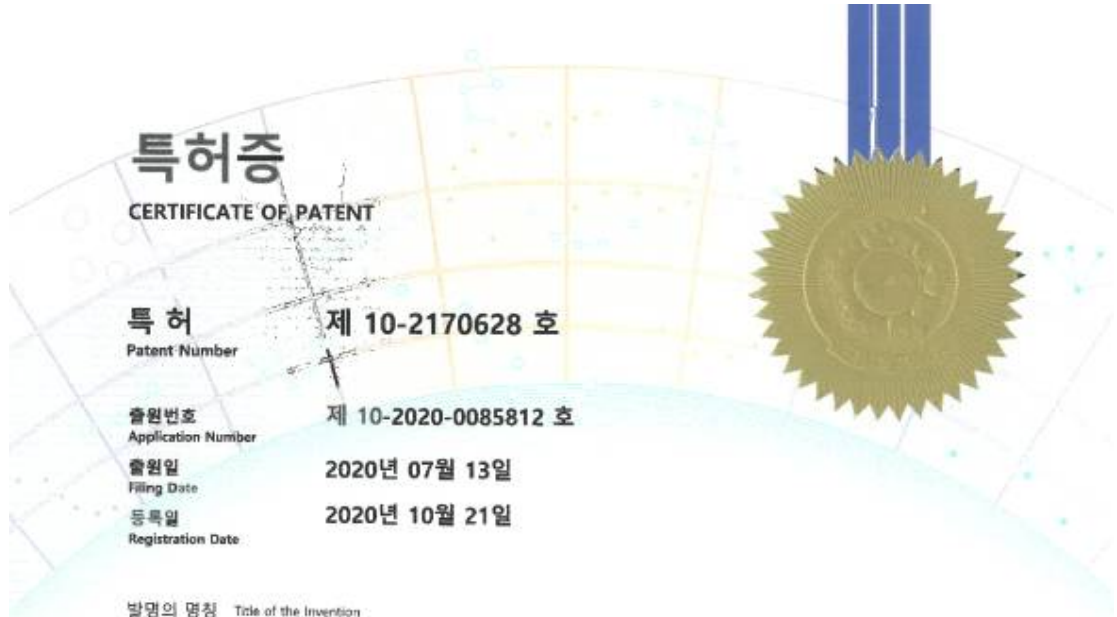 특허증
CERTIFICATE OF PATENT
특 허 제 10-2170628 호
Patent Number
출원번호 제 10-2020-0085812 호
Application Number
출원일 2020년 07월 13일
Filing Date
등록일 2020년 10월 21일
Registration Date
발명의 명칭 Title of the Invention